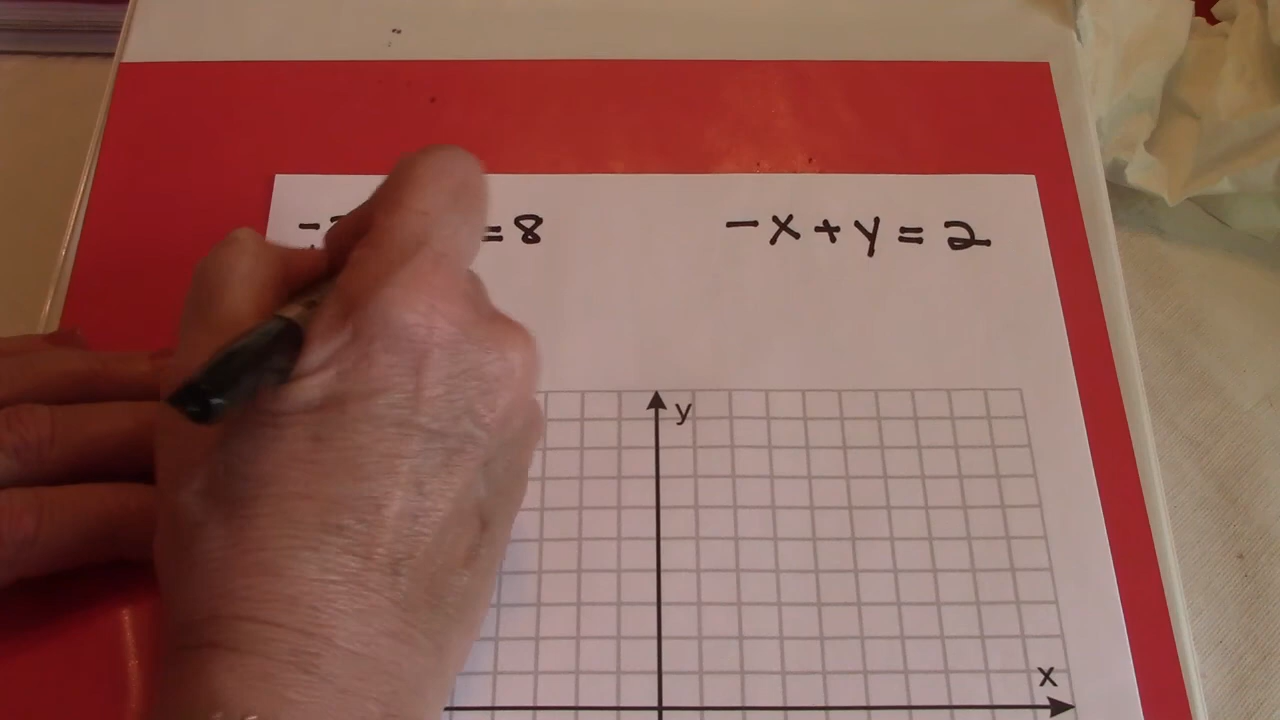 = 8
-x + y = 2
y
x